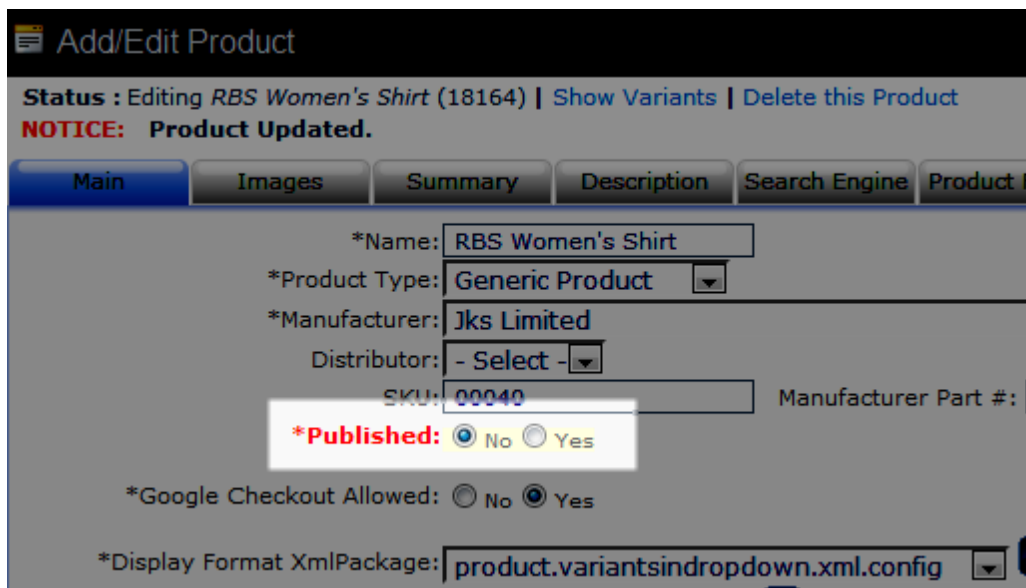 Add/Edit Product
Status : Editing RBS Women's Shirt (18164) | Show Variants | Delete this Product
NOTICE: Product Updated.
Main Images Summary Description Search Engine Product
*Name: RBS Women's Shirt
*Product Type: Generic Product
*Manufacturer: Jks Limited
Distributor: - Select -
SKU: 00040 Manufacturer Part #:
*Published: No Yes
*Google Checkout Allowed: No Yes
*Display Format XmlPackage: product.variantsindropdown.xml.config